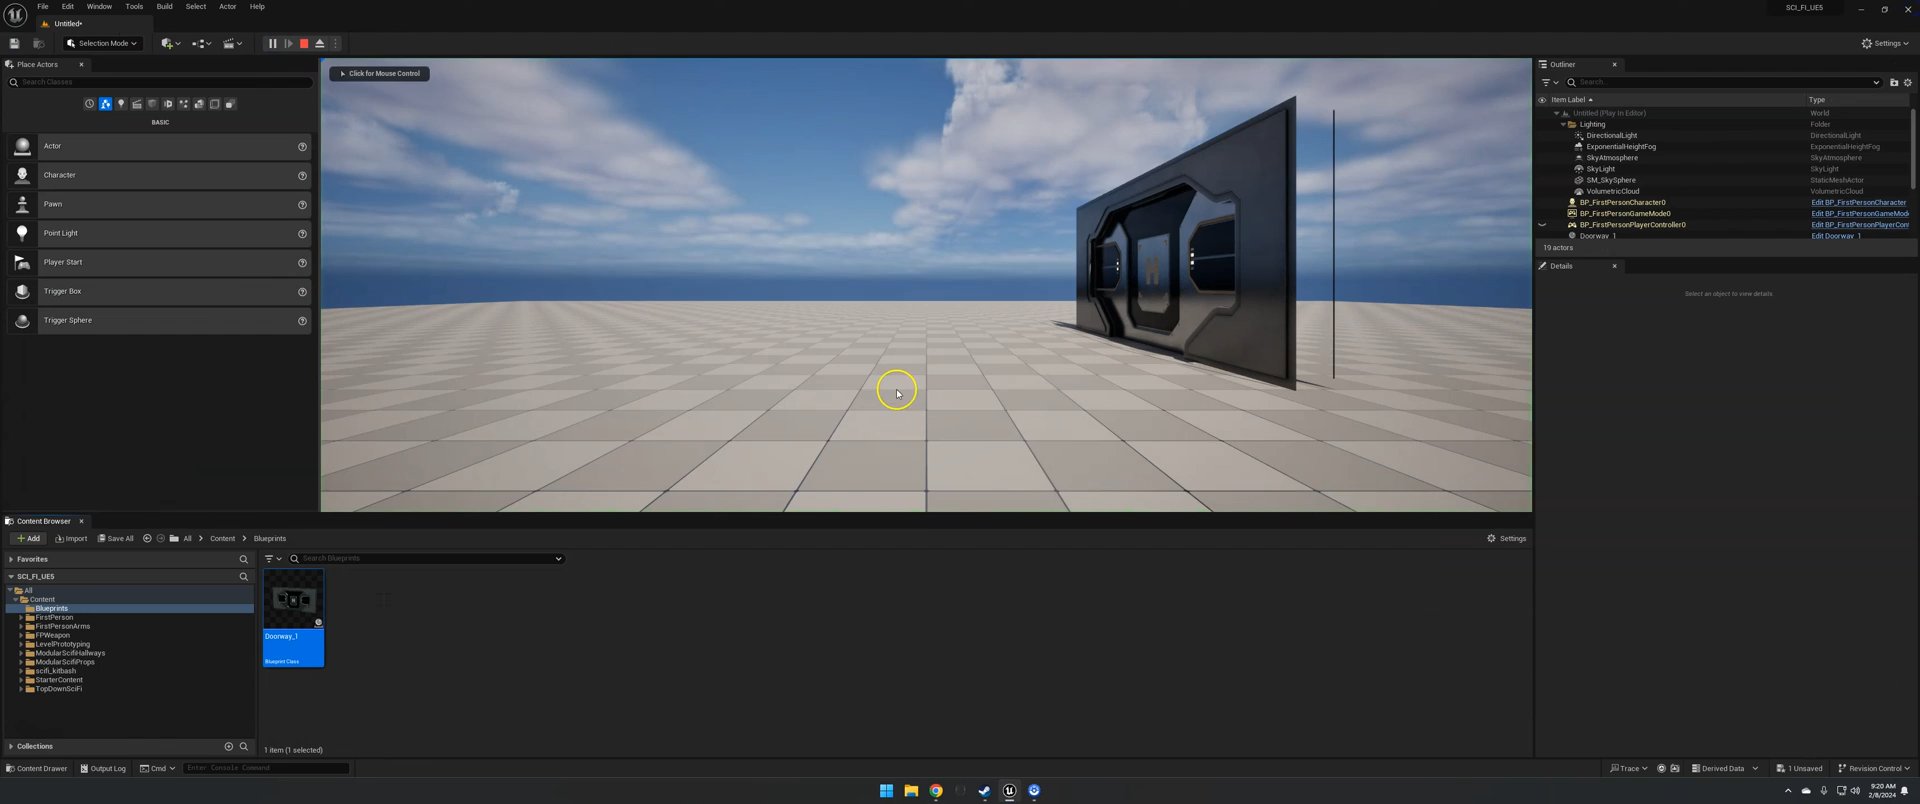 File Edit Window Tools Build Select Actor Help
SCI_FI_UE5
Untitled*
Selection Mode
Settings
Place Actors
Search Classes
BASIC
Actor
Character
Pawn
Point Light
Player Start
Trigger Box
Trigger Sphere
Click for Mouse Control
Outliner
Search...
Item Label Type
Untitled (Play In Editor) World
Lighting Folder
DirectionalLight DirectionalLight
ExponentialHeightFog ExponentialHeightFog
SkyAtmosphere SkyAtmosphere
SkyLight SkyLight
SM_SkySphere StaticMeshActor
VolumetricCloud VolumetricCloud
BP_FirstPersonCharacter0 Edit BP_FirstPersonCharacter
BP_FirstPersonGameMode0 Edit BP_FirstPersonGameMode
BP_FirstPersonPlayerController0 Edit BP_FirstPersonPlayerCon
Doorway_1 Edit Doorway_1
19 actors
Details
Select an object to view details
Content Browser
Add Import Save All All Content Blueprints
Settings
Favorites
Search Blueprints
SCI_FI_UE5
All
Content
Blueprints
FirstPerson
FirstPersonArms
FPWeapon
LevelPrototyping
ModularScifiHallways
ModularScifiProps
scifi_kitbash
StarterContent
TopDownSciFi
Doorway_1
Blueprint Class
Collections
1 item (1 selected)
Content Drawer Output Log Cmd Enter Console Command
Trace Derived Data 1 Unsaved Revision Control
9:20 AM
2/8/2024